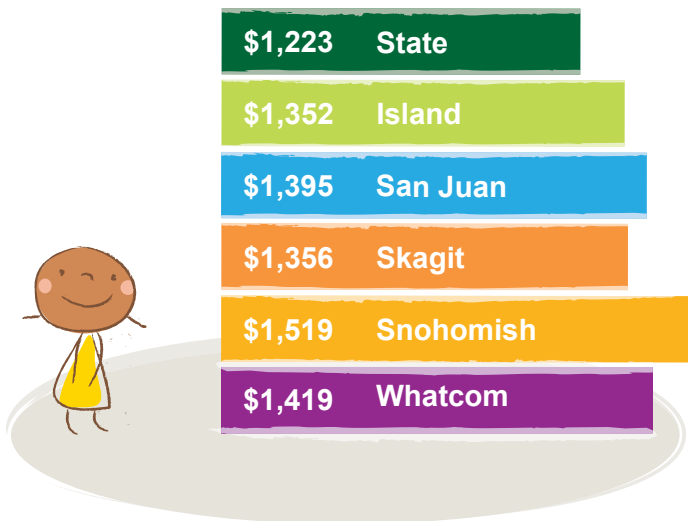 $1,223 State
$1,352 Island
$1,395 San Juan
$1,356 Skagit
$1,519 Snohomish
$1,419 Whatcom